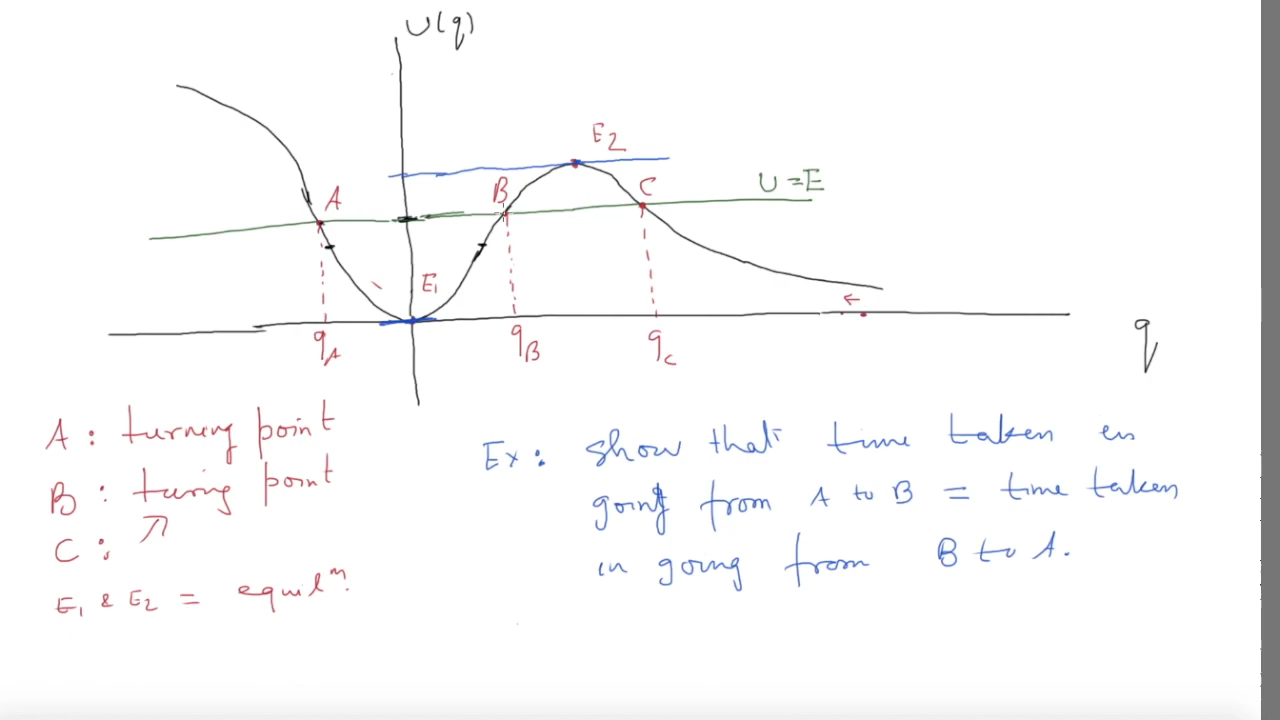 U(q)
E2
U = E
A
B
C
E1
qA
qB
qC
q
A : turning point
B : turing point
C :
E1 & E2 = equilm?
Ex : show that time taken in
going from A to B = time taken
in going from B to A.